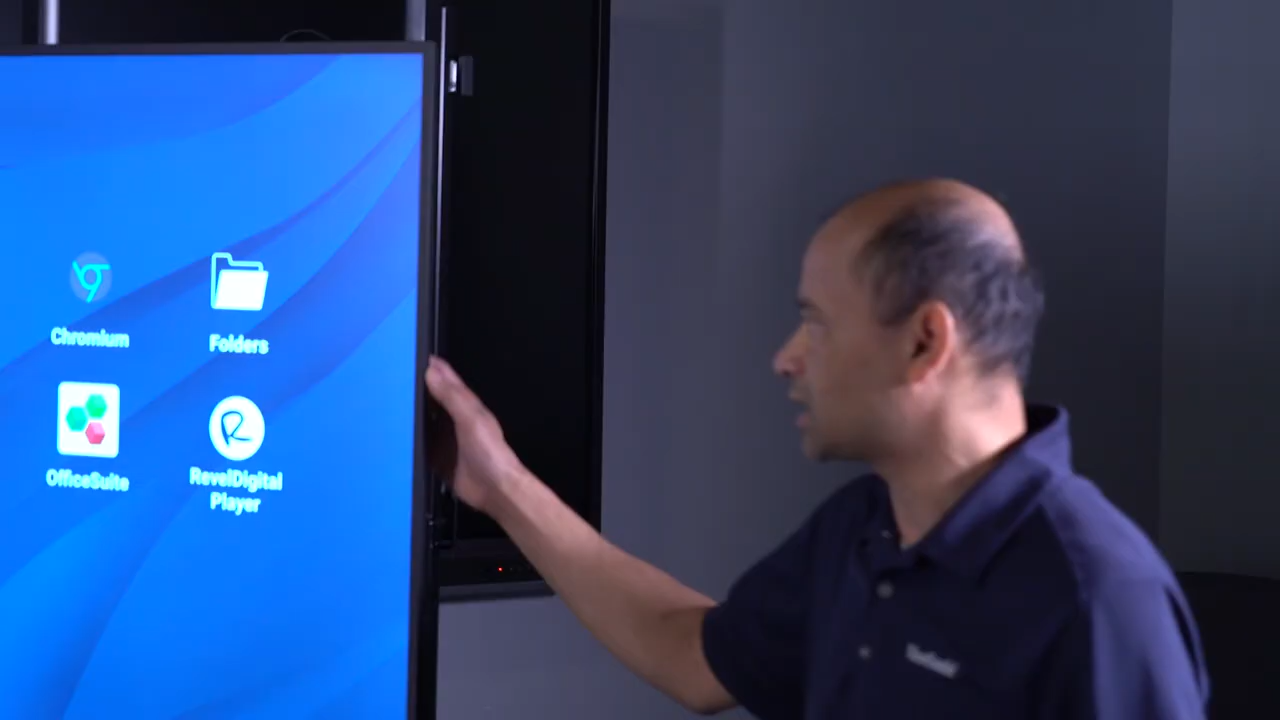 Chromium
Folders
OfficeSuite
RevelDigital
Player